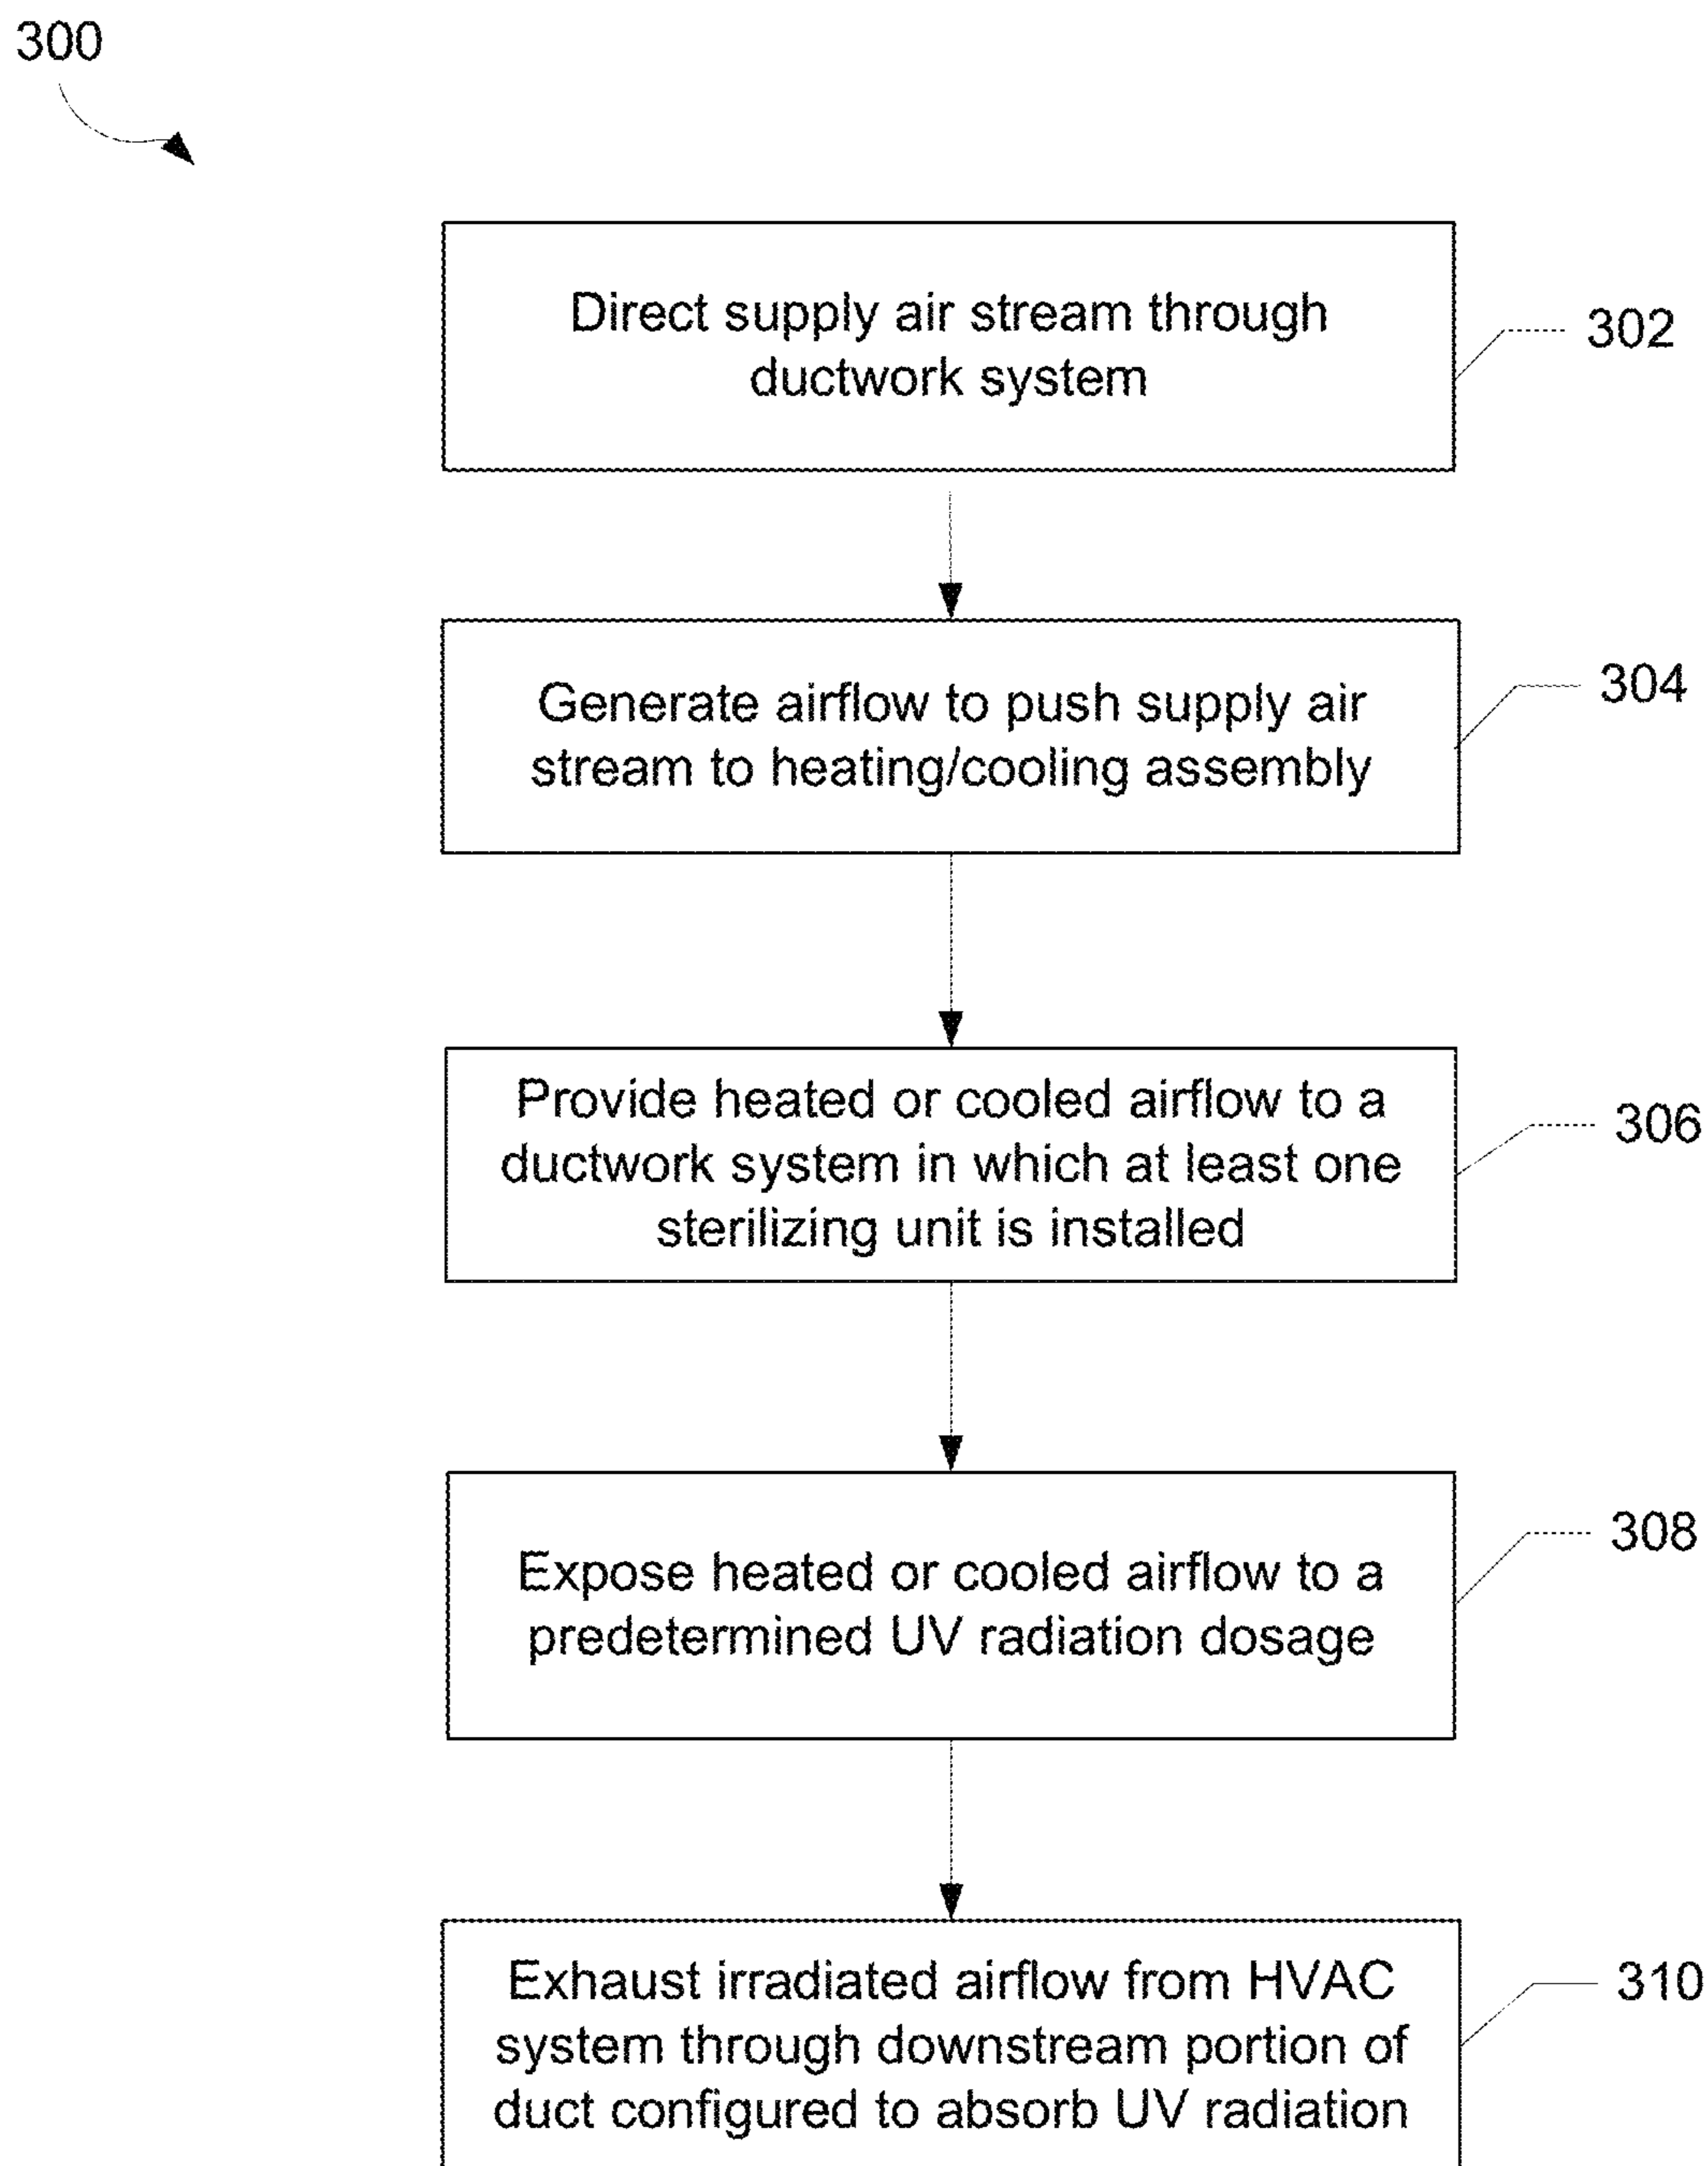 300
Direct supply air stream through
ductwork system
302
Generate airflow to push supply air
stream to heating/cooling assembly
304
Provide heated or cooled airflow to a
ductwork system in which at least one
sterilizing unit is installed
306
Expose heated or cooled airflow to a
predetermined UV radiation dosage
308
Exhaust irradiated airflow from HVAC
system through downstream portion of
duct configured to absorb UV radiation
310